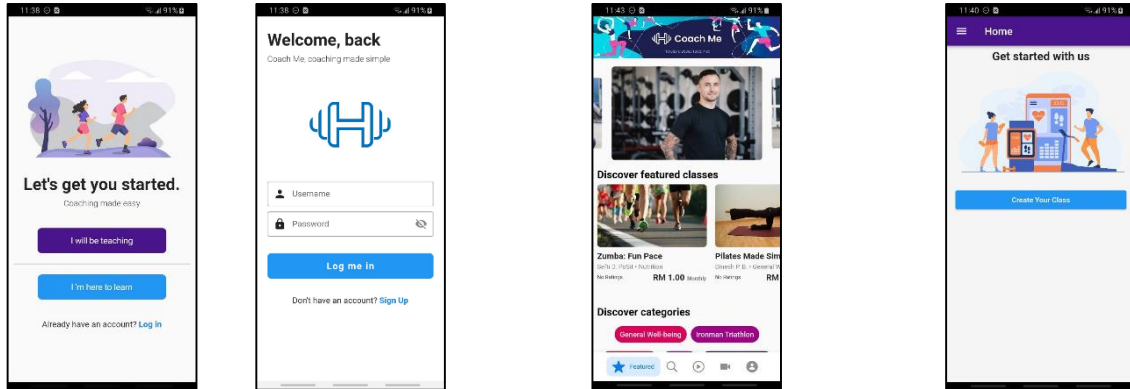 11:38
91%
Let's get you started.
Coaching made easy.
I will be teaching
I'm here to learn
Already have an account? Log in
11:38
91%
Welcome, back
Coach Me, coaching made simple
Username
Password
Log me in
Don't have an account? Sign Up
11:43
91%
Coach Me
Discover featured classes
Zumba: Fun Pace
Pilates Made Sim
No Ratings
RM 1.00 Monthly
No Ratings
RM
Discover categories
General Well-being
Ironman Triathlon
Featured
11:40
91%
Home
Get started with us
Create Your Class